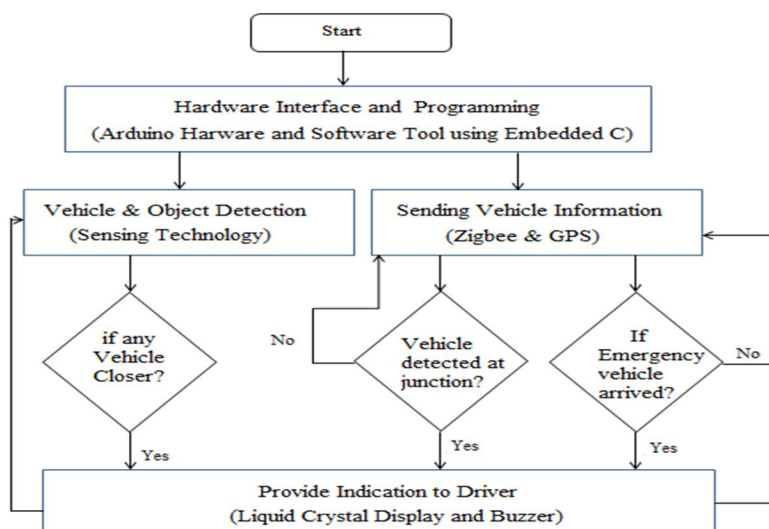 Start
Hardware Interface and Programming
(Arduino Harware and Software Tool using Embedded C)
Vehicle & Object Detection
(Sensing Technology)
Sending Vehicle Information
(Zigbee & GPS)
if any
Vehicle
Closer?
No
Vehicle
detected at
junction?
If
Emergency
vehicle
arrived?
No
Yes
Yes
Yes
Provide Indication to Driver
(Liquid Crystal Display and Buzzer)